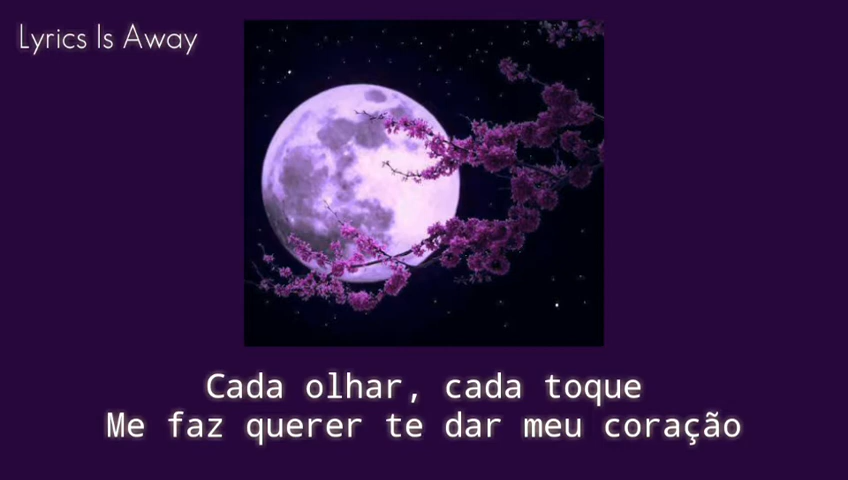 Lyrics Is Away
Cada olhar, cada toque
Me faz querer te dar meu coração